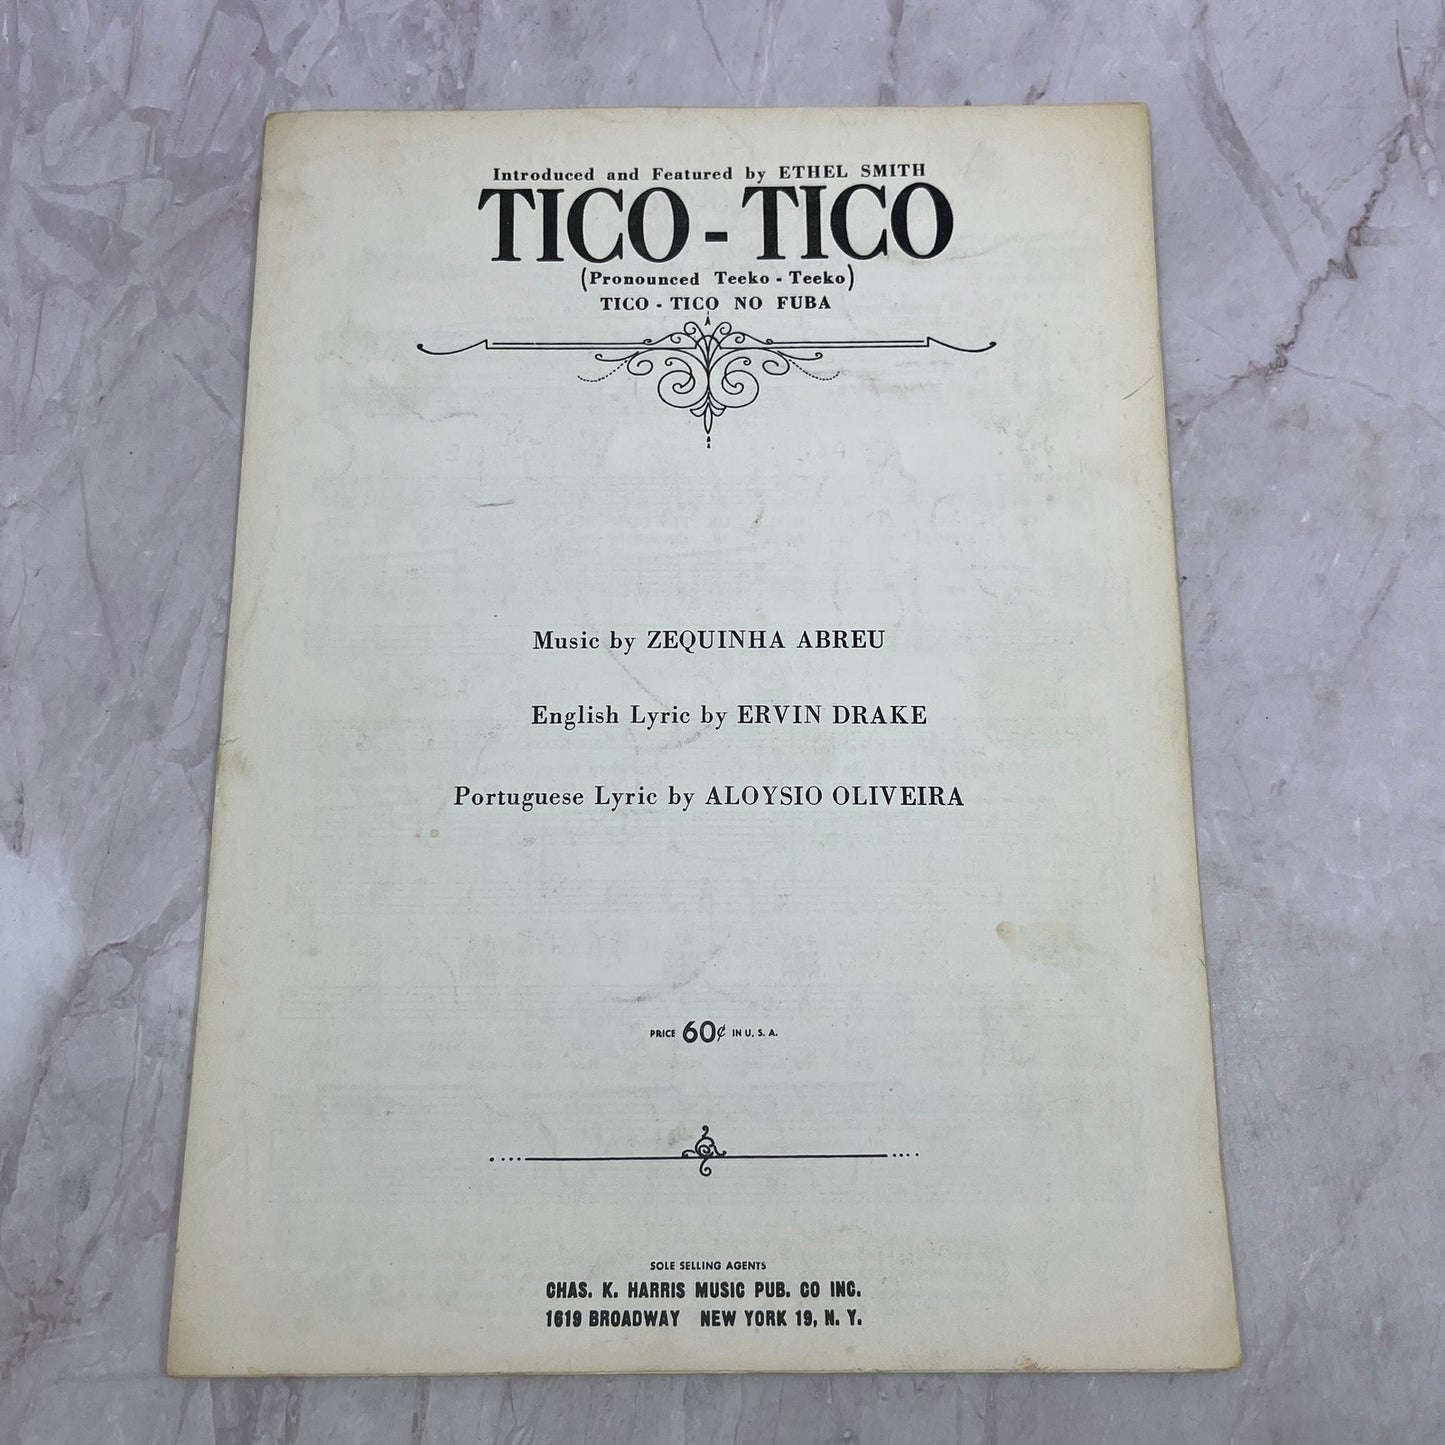 Introduced and Featured by ETHEL SMITH
TICO-TICO
(Pronounced Teeko - Teeko)
TICO - TICO NO FUBA
Music by ZEQUINHA ABREU
English Lyric by ERVIN DRAKE
Portuguese Lyric by ALOYSIO OLIVEIRA
PRICE 60¢ IN U. S. A.
SOLE SELLING AGENTS
CHAS. K. HARRIS MUSIC PUB. CO INC.
1619 BROADWAY NEW YORK 19, N. Y.